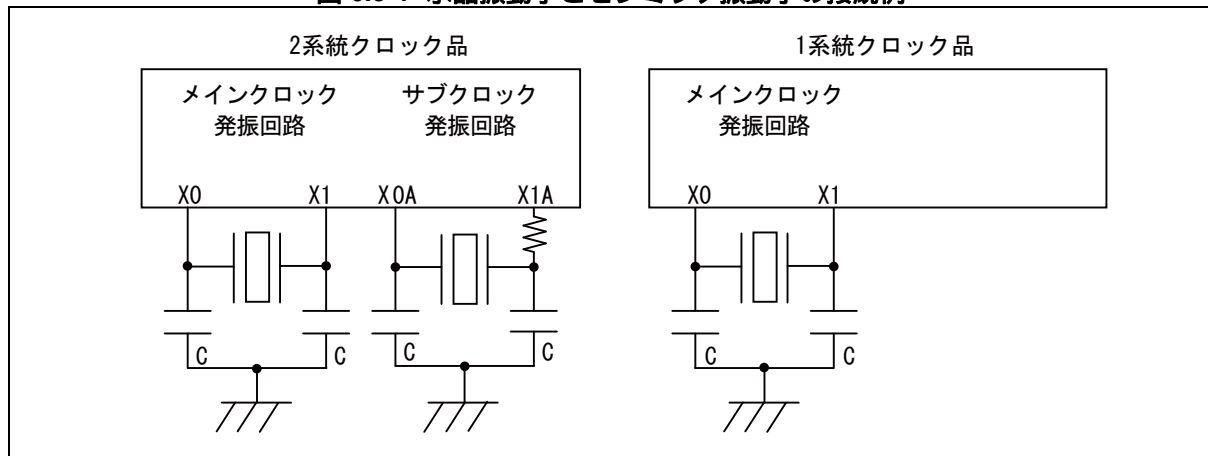 2系統クロック品
メインクロック
発振回路
サブクロック
発振回路
X0
X1
X0A
X1A
C
C
C
C
1系統クロック品
メインクロック
発振回路
X0
X1
C
C